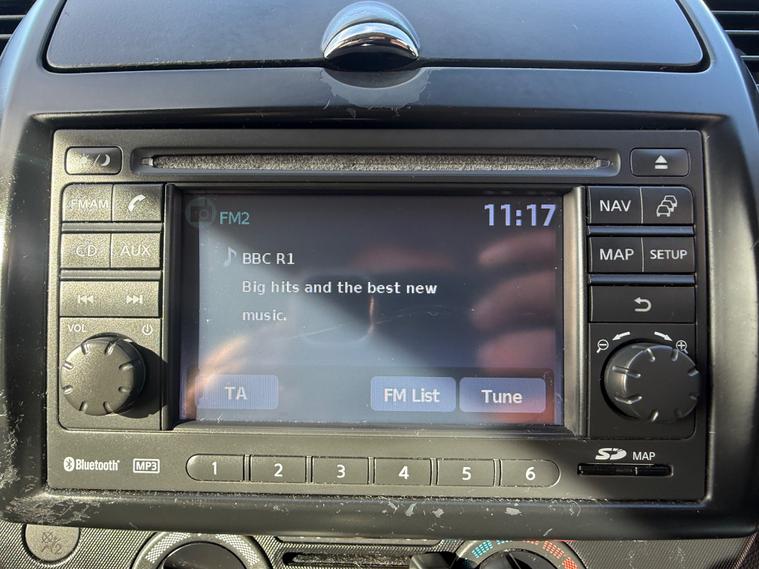 FM·AM
CD AUX
VOL
FM2 11:17
BBC R1
Big hits and the best new
music.
TA FM List Tune
NAV
MAP SETUP
Bluetooth MP3
1 2 3 4 5 6
SD MAP